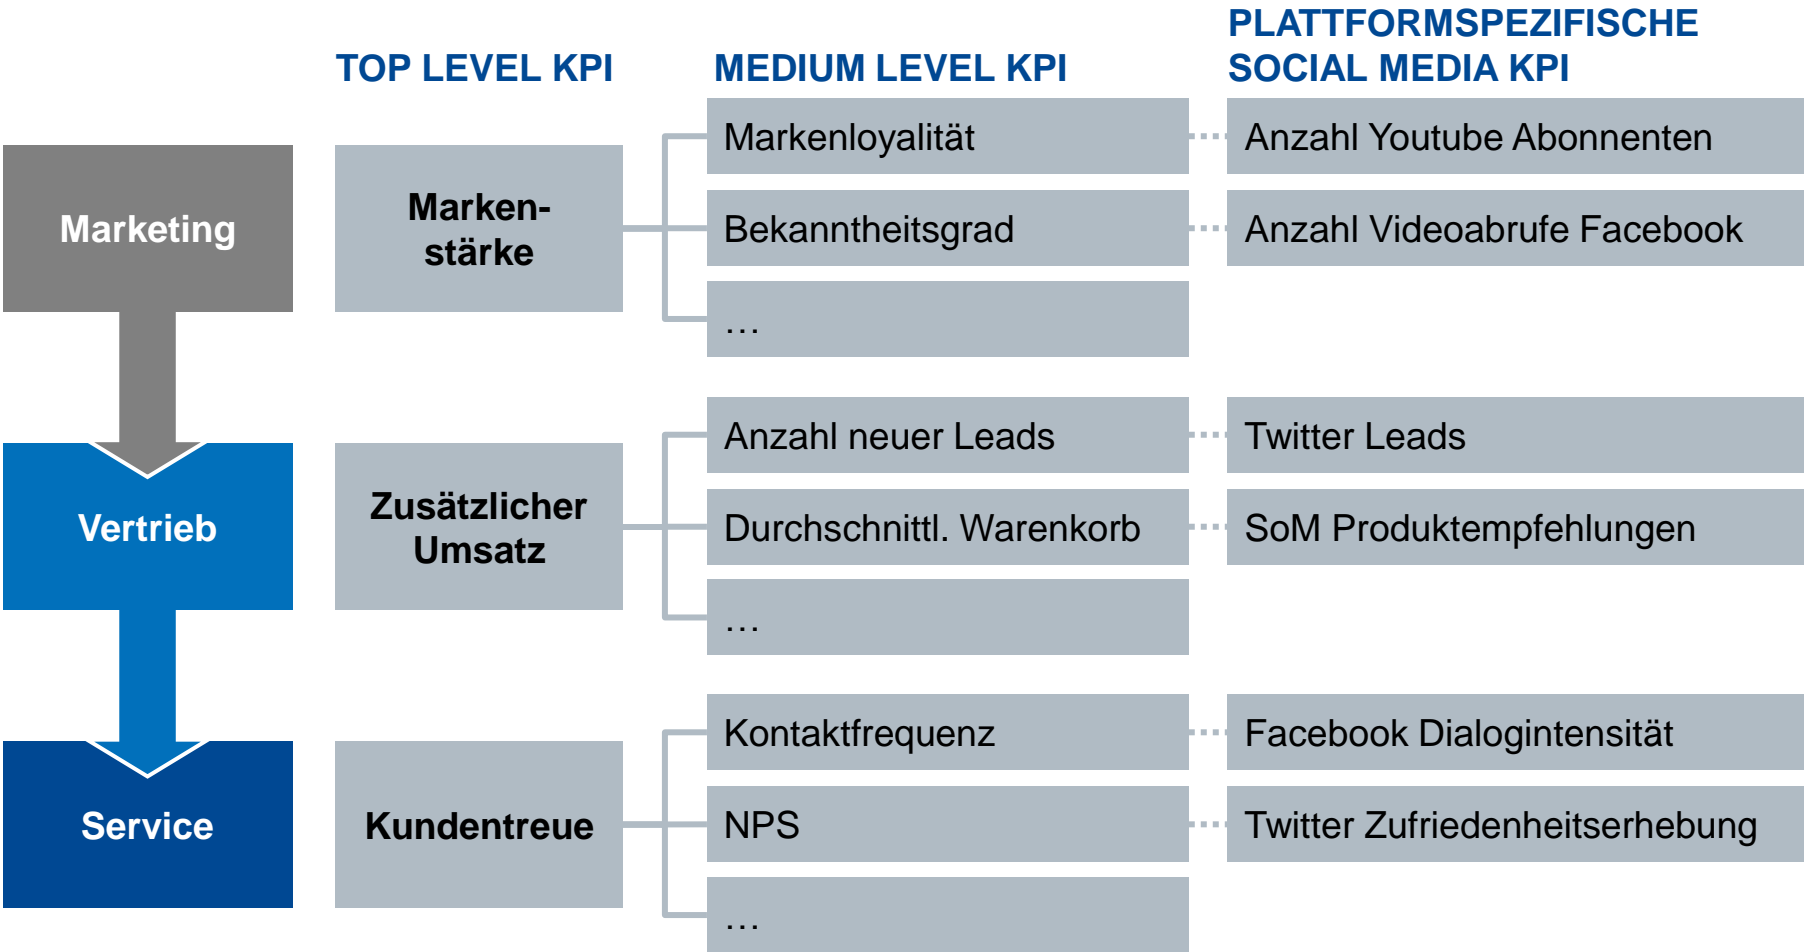 TOP LEVEL KPI
MEDIUM LEVEL KPI
PLATTFORMSPEZIFISCHE
SOCIAL MEDIA KPI
Marketing
Marken-
stärke
Markenloyalität
Anzahl Youtube Abonnenten
Bekanntheitsgrad
Anzahl Videoabrufe Facebook
…
Vertrieb
Zusätzlicher
Umsatz
Anzahl neuer Leads
Twitter Leads
Durchschnittl. Warenkorb
SoM Produktempfehlungen
…
Service
Kundentreue
Kontaktfrequenz
Facebook Dialogintensität
NPS
Twitter Zufriedenheitserhebung
…